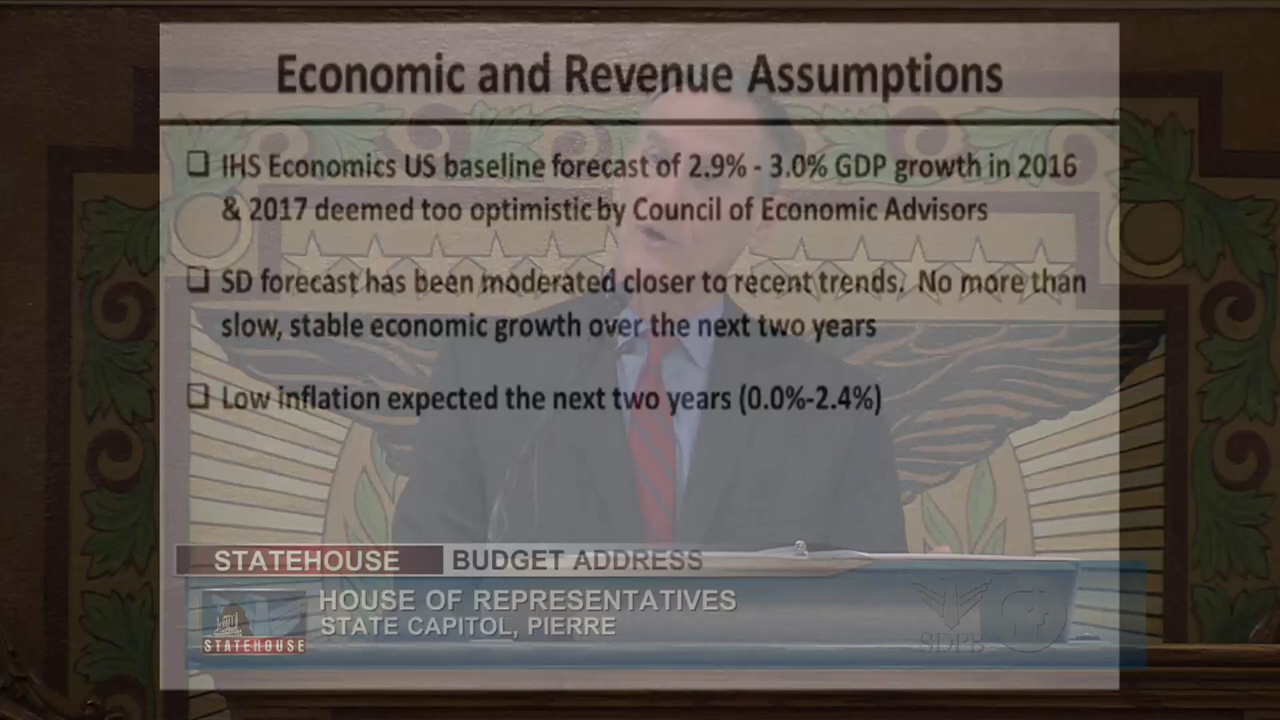 Economic and Revenue Assumptions
❑ IHS Economics US baseline forecast of 2.9% - 3.0% GDP growth in 2016
& 2017 deemed too optimistic by Council of Economic Advisors
❑ SD forecast has been moderated closer to recent trends. No more than
slow, stable economic growth over the next two years
❑ Low inflation expected the next two years (0.0%-2.4%)
STATEHOUSE BUDGET ADDRESS
HOUSE OF REPRESENTATIVES
STATE CAPITOL, PIERRE
STATEHOUSE
SDPB